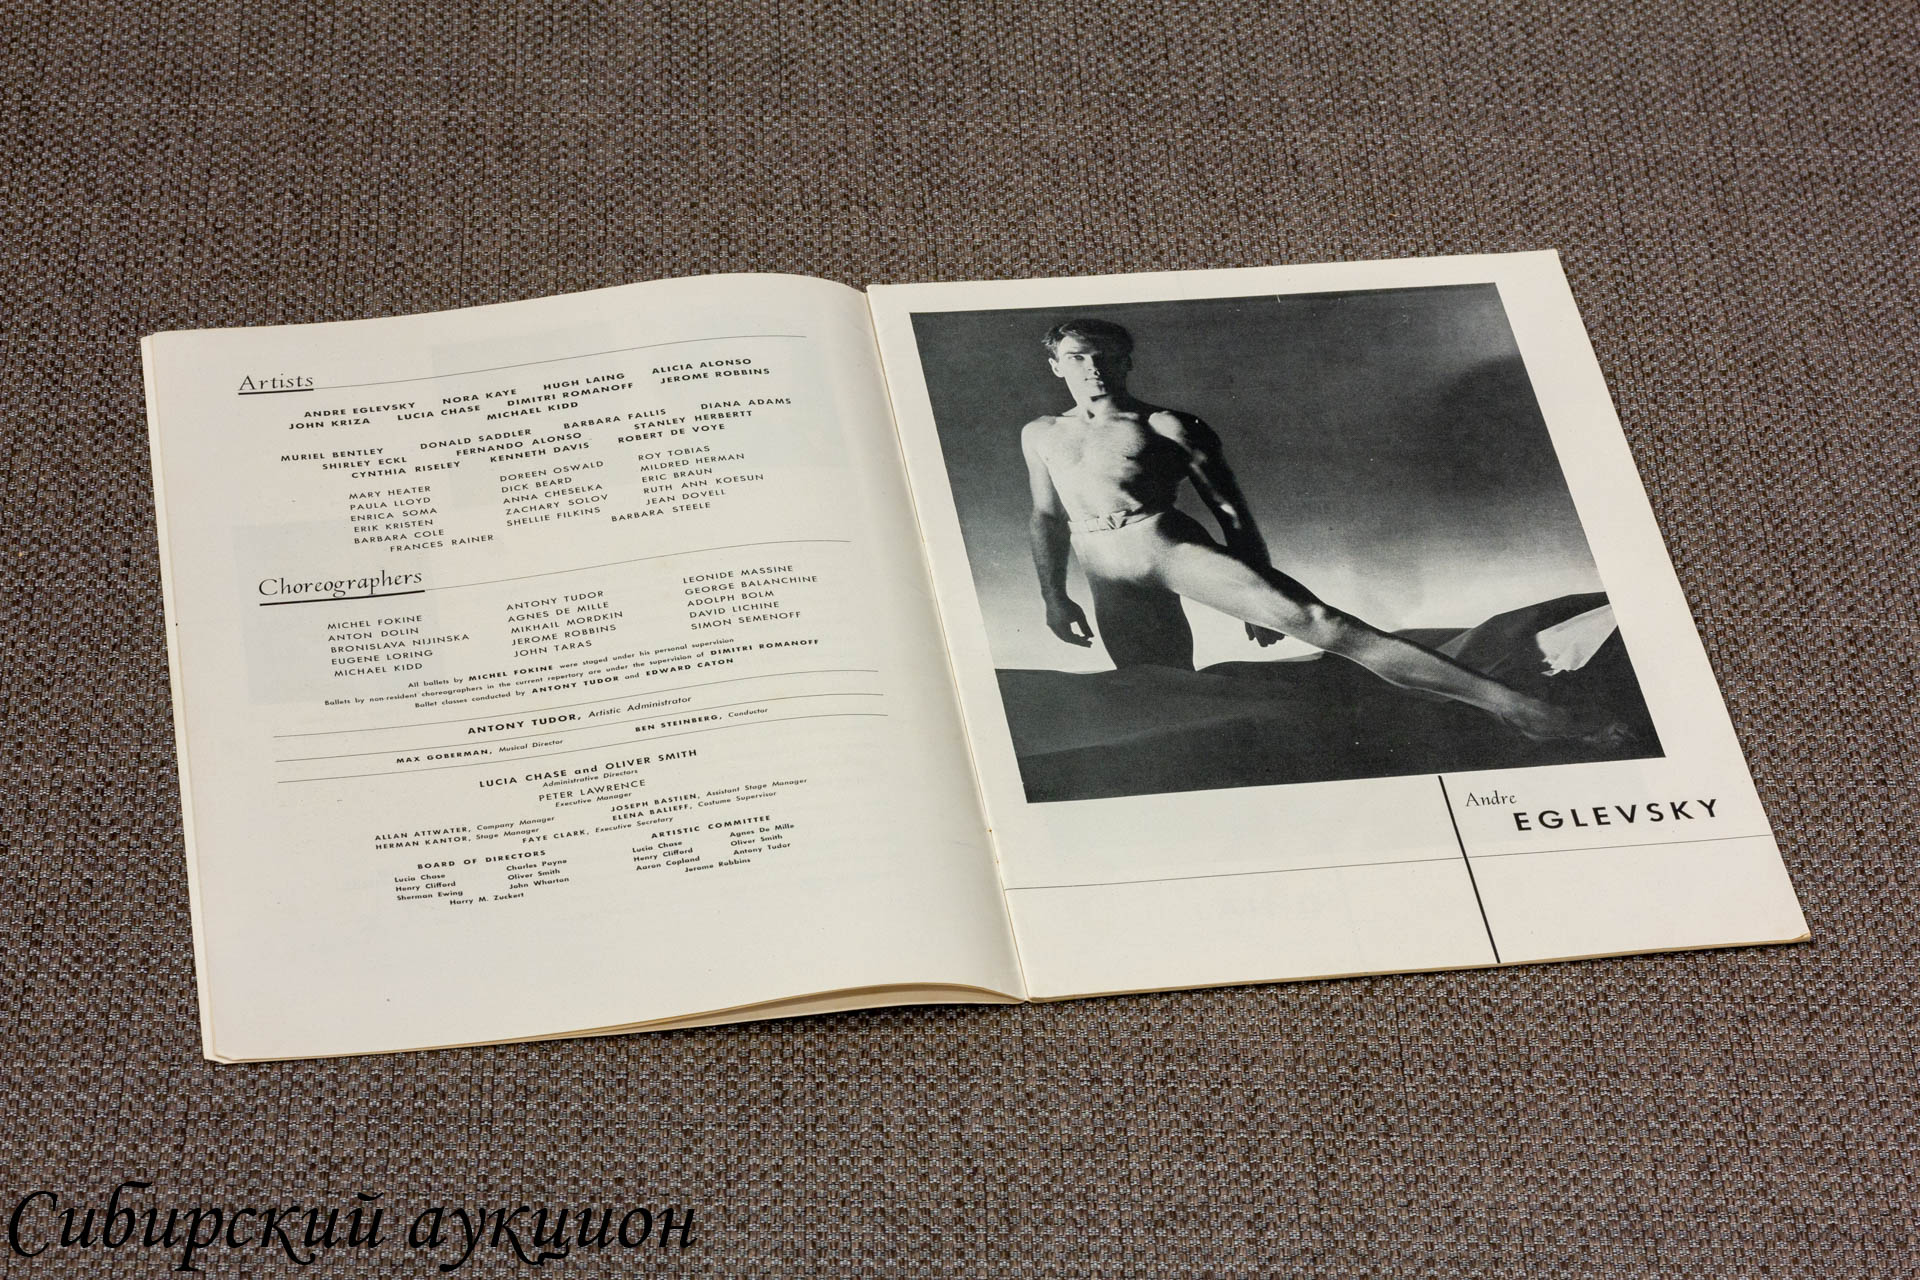 Artists
ANDRE EGLEVSKY NORA KAYE HUGH LAING ALICIA ALONSO
JOHN KRIZA LUCIA CHASE DIMITRI ROMANOFF JEROME ROBBINS
MICHAEL KIDD
MURIEL BENTLEY DONALD SADDLER BARBARA FALLIS DIANA ADAMS
SHIRLEY ECKL FERNANDO ALONSO STANLEY HERBERTT
CYNTHIA RISELEY KENNETH DAVIS ROBERT DE VOYE
MARY HEATER DOREEN OSWALD ROY TOBIAS
PAULA LLOYD DICK BEARD MILDRED HERMAN
ENRICA SOMA ANNA CHESELKA ERIC BRAUN
ERIK KRISTEN ZACHARY SOLOV RUTH ANN KOESUN
BARBARA COLE SHELLIE FILKINS JEAN DOVELL
FRANCES RAINER BARBARA STEELE
Choreographers
MICHEL FOKINE ANTONY TUDOR LEONIDE MASSINE
ANTON DOLIN AGNES DE MILLE GEORGE BALANCHINE
BRONISLAVA NIJINSKA MIKHAIL MORDKIN ADOLPH BOLM
EUGENE LORING JEROME ROBBINS DAVID LICHINE
MICHAEL KIDD JOHN TARAS SIMON SEMENOFF
All ballets by MICHEL FOKINE were staged under his personal supervision
Ballets by non-resident choreographers in the current repertory are under the supervision of DIMITRI ROMANOFF
Ballet classes conducted by ANTONY TUDOR and EDWARD CATON
ANTONY TUDOR, Artistic Administrator
MAX GOBERMAN, Musical Director BEN STEINBERG, Conductor
LUCIA CHASE and OLIVER SMITH
Administrative Directors
PETER LAWRENCE
Executive Manager
ALLAN ATTWATER, Company Manager JOSEPH BASTIEN, Assistant Stage Manager
HERMAN KANTOR, Stage Manager ELENA BALIEFF, Costume Supervisor
FAYE CLARK, Executive Secretary
BOARD OF DIRECTORS
Lucia Chase Charles Payne
Henry Clifford Oliver Smith
Sherman Ewing John Wharton
Harry M. Zuckert
ARTISTIC COMMITTEE
Lucia Chase Agnes De Mille
Henry Clifford Oliver Smith
Aaron Copland Antony Tudor
Jerome Robbins
Andre
EGLEVSKY
Сибирский аукцион